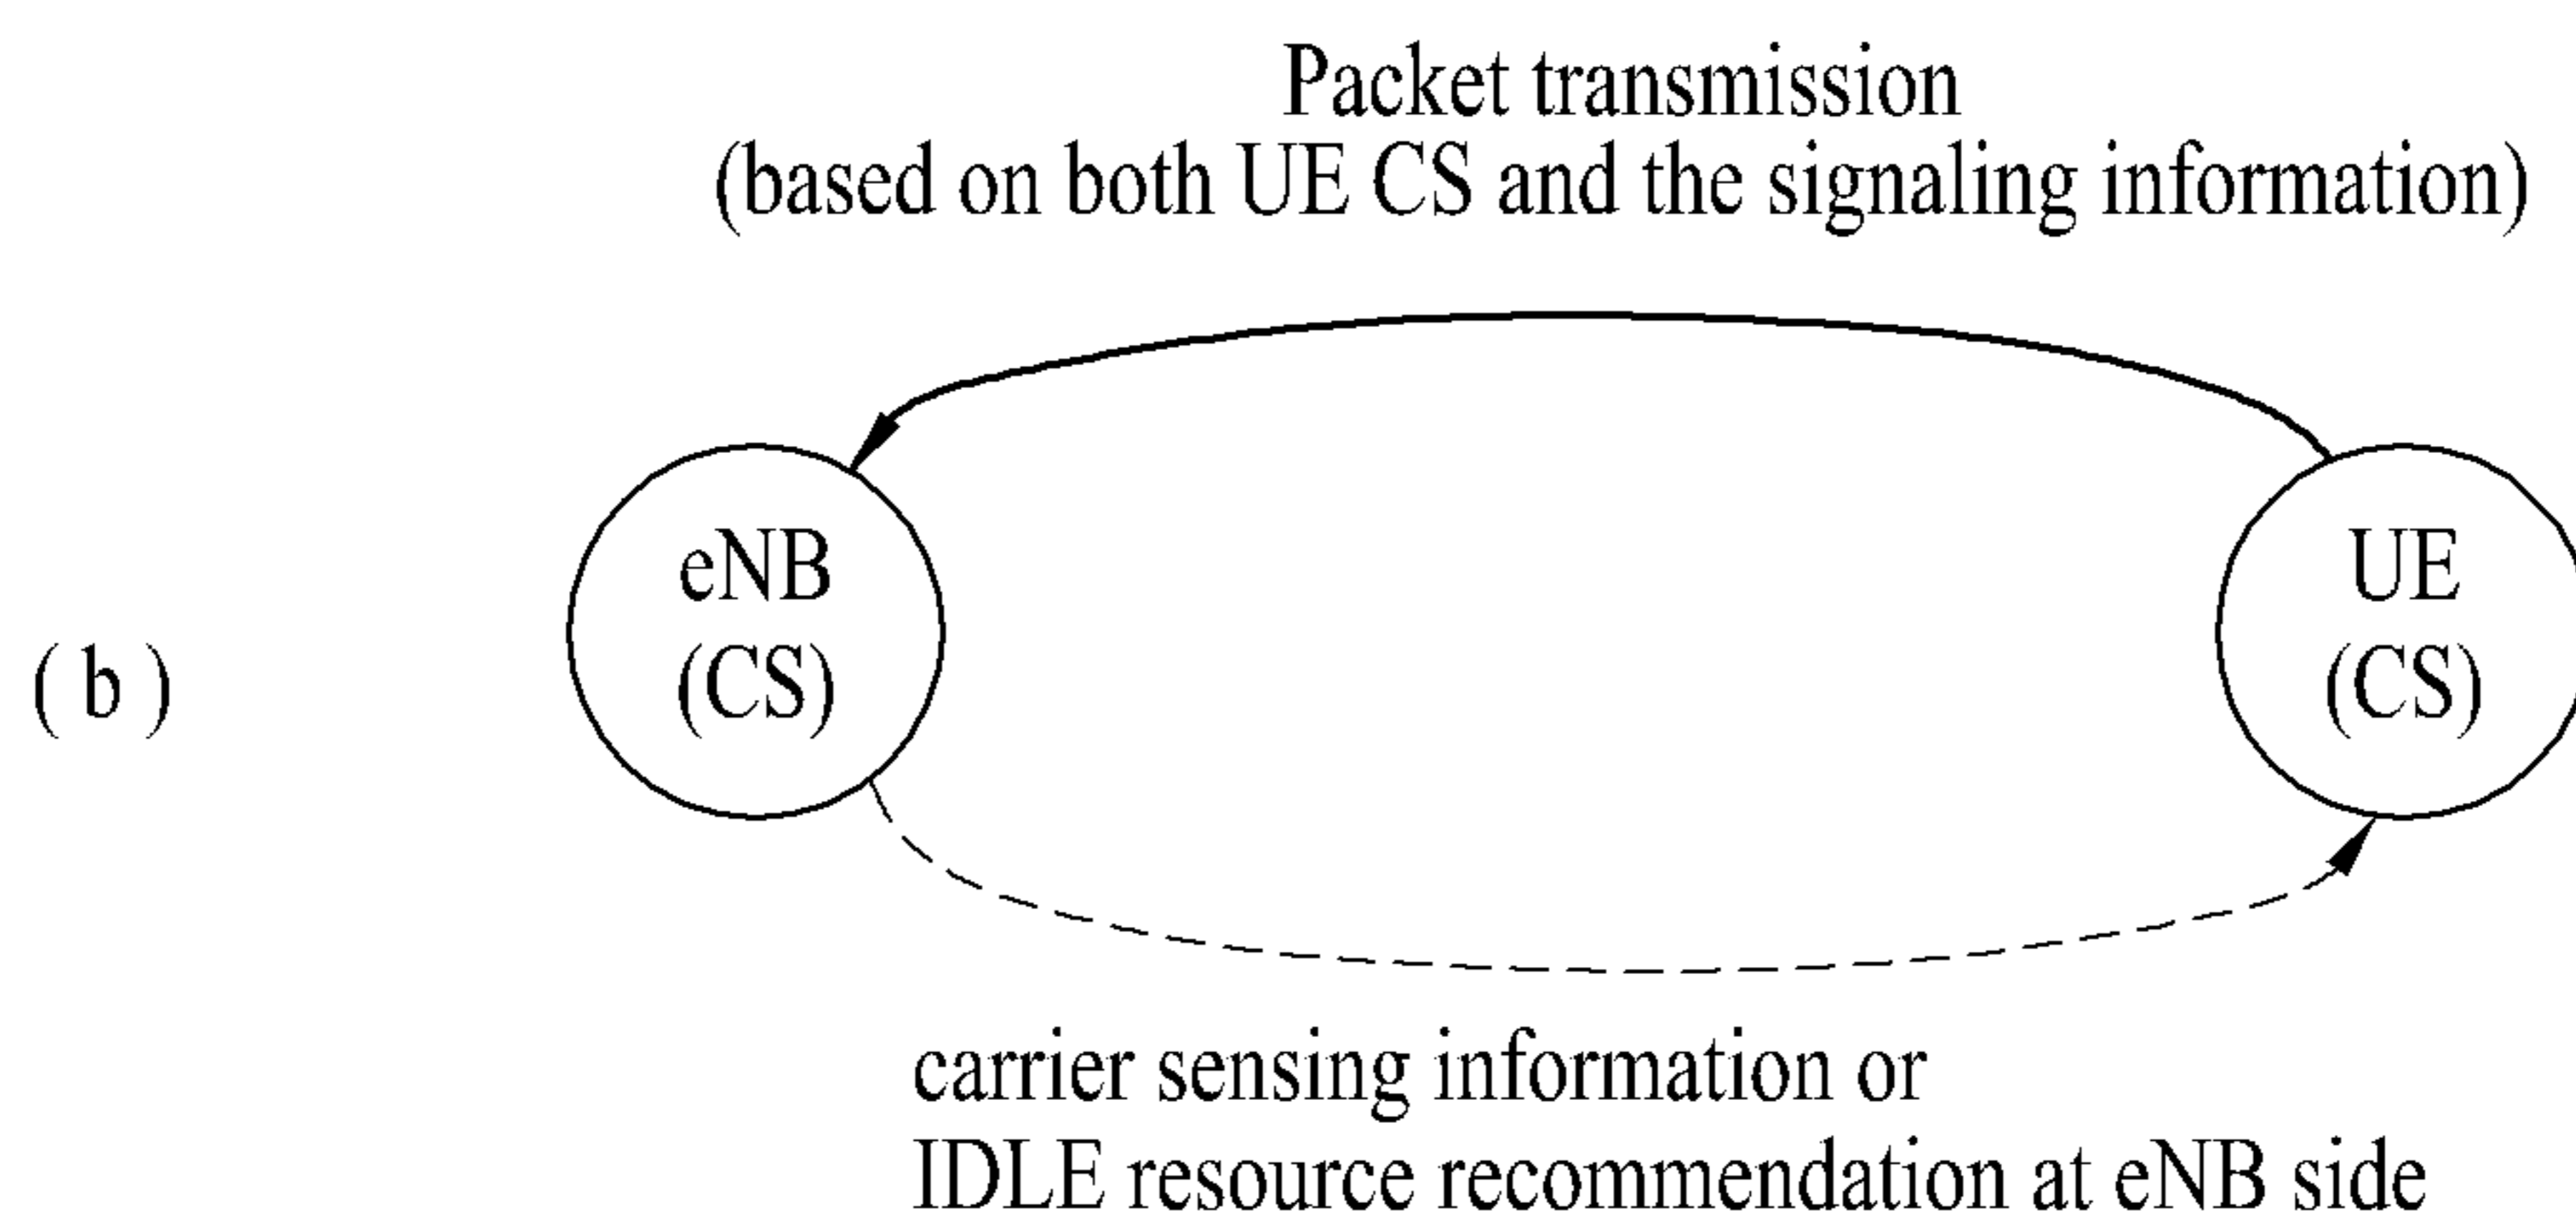 Packet transmission
(based on both UE CS and the signaling information)
eNB
(CS)
UE
(CS)
( b )
carrier sensing information or
IDLE resource recommendation at eNB side